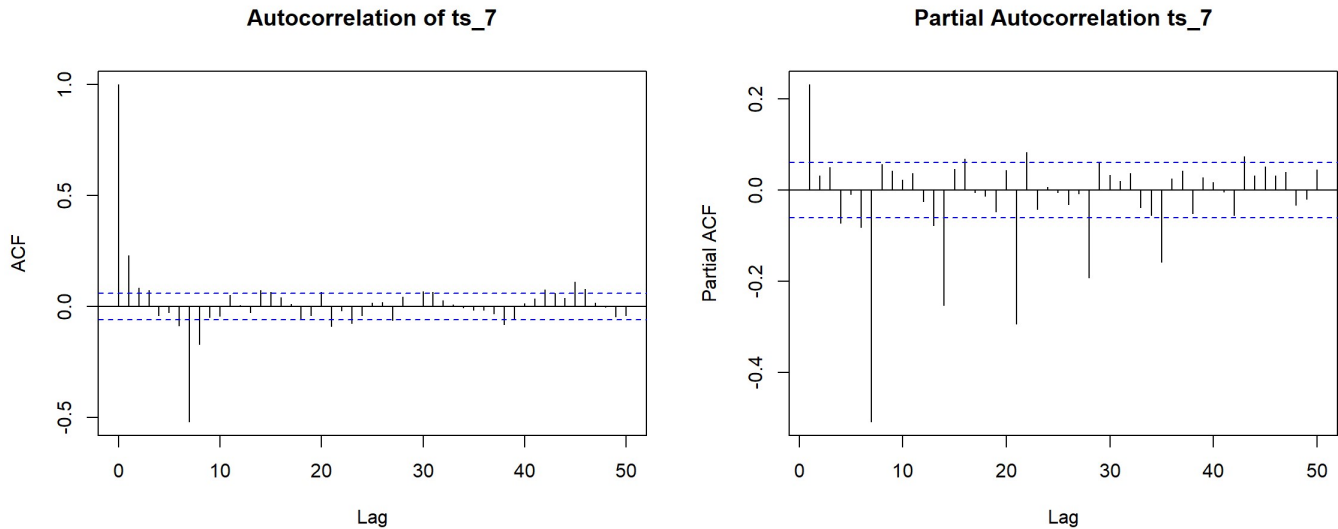 Autocorrelation of ts_7
ACF
1.0
0.5
0.0
-0.5
0 10 20 30 40 50
Lag
Partial Autocorrelation ts_7
Partial ACF
0.2
0.0
-0.2
-0.4
0 10 20 30 40 50
Lag